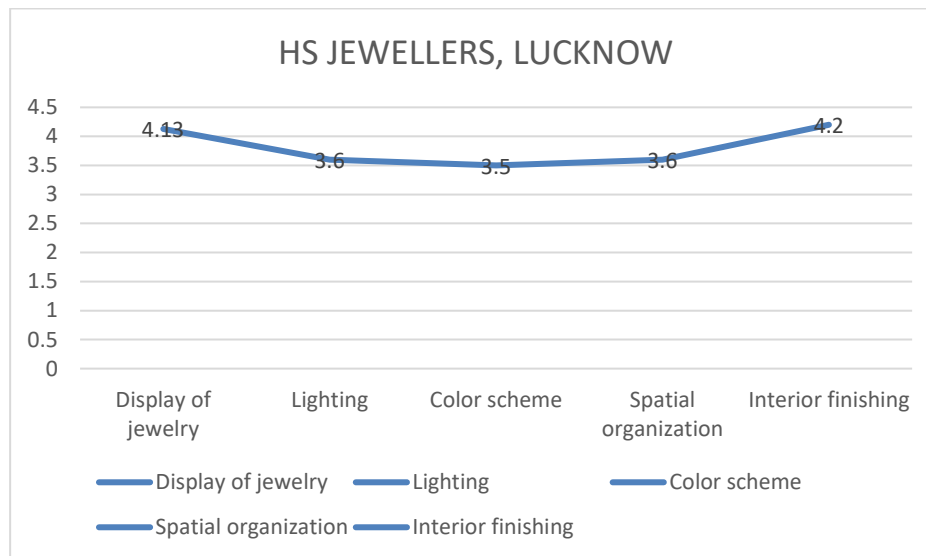 HS JEWELLERS, LUCKNOW
4.5
4
3.5
3
2.5
2
1.5
1
0.5
0
4.13
3.6
3.5
3.6
4.2
Display of
jewelry
Lighting
Color scheme
Spatial
organization
Interior finishing
Display of jewelry
Lighting
Color scheme
Spatial organization
Interior finishing